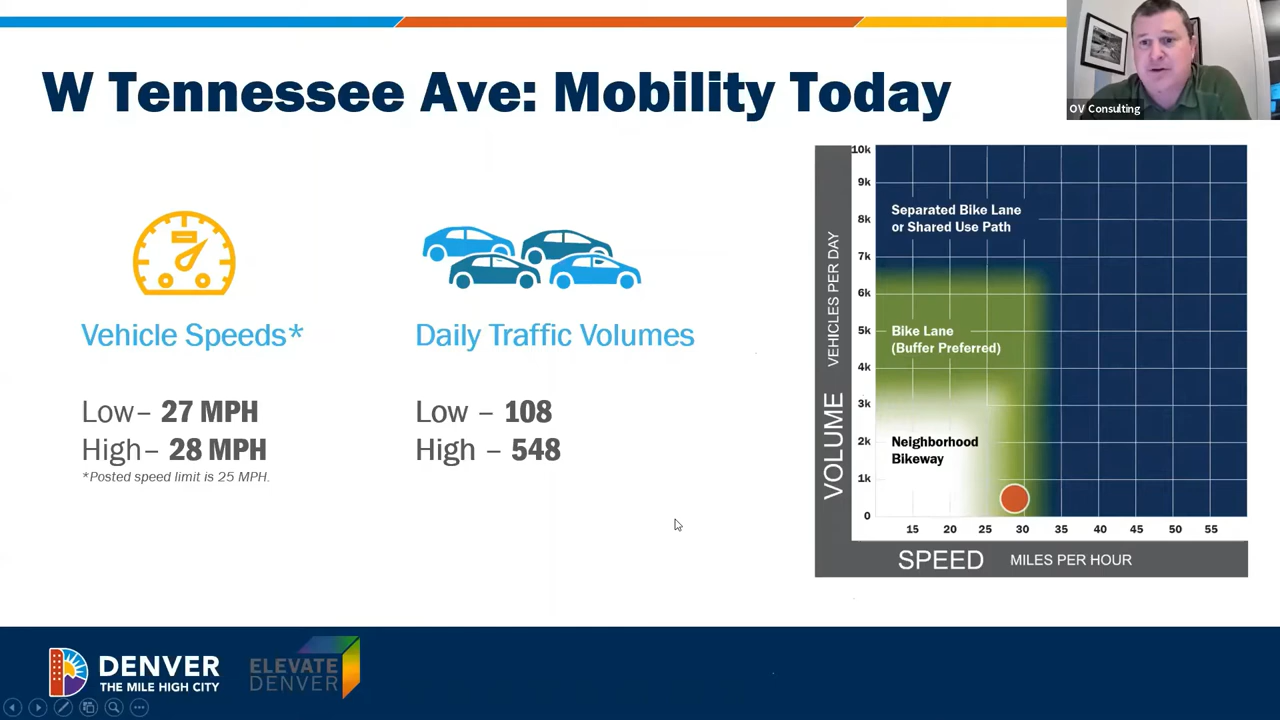 W Tennessee Ave: Mobility Today
OV Consulting
Vehicle Speeds*
Low– 27 MPH
High– 28 MPH
*Posted speed limit is 25 MPH.
Daily Traffic Volumes
Low – 108
High – 548
VOLUME VEHICLES PER DAY
10k
9k
8k
7k
6k
5k
4k
3k
2k
1k
0
Separated Bike Lane
or Shared Use Path
Bike Lane
(Buffer Preferred)
Neighborhood
Bikeway
15 20 25 30 35 40 45 50 55
SPEED MILES PER HOUR
DENVER
THE MILE HIGH CITY
ELEVATE
DENVER